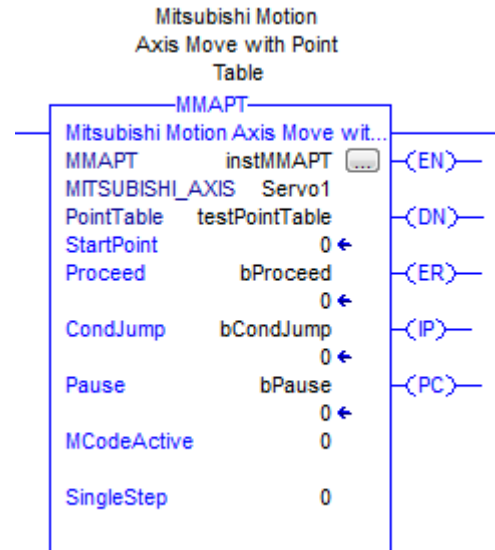 Mitsubishi Motion
Axis Move with Point
Table
MMAPT
Mitsubishi Motion Axis Move wit...
MMAPT instMMAPT ... EN
MITSUBISHI_AXIS Servo1
PointTable testPointTable DN
StartPoint 0
Proceed bProceed ER
0
CondJump bCondJump IP
0
Pause bPause PC
0
MCodeActive 0
SingleStep 0